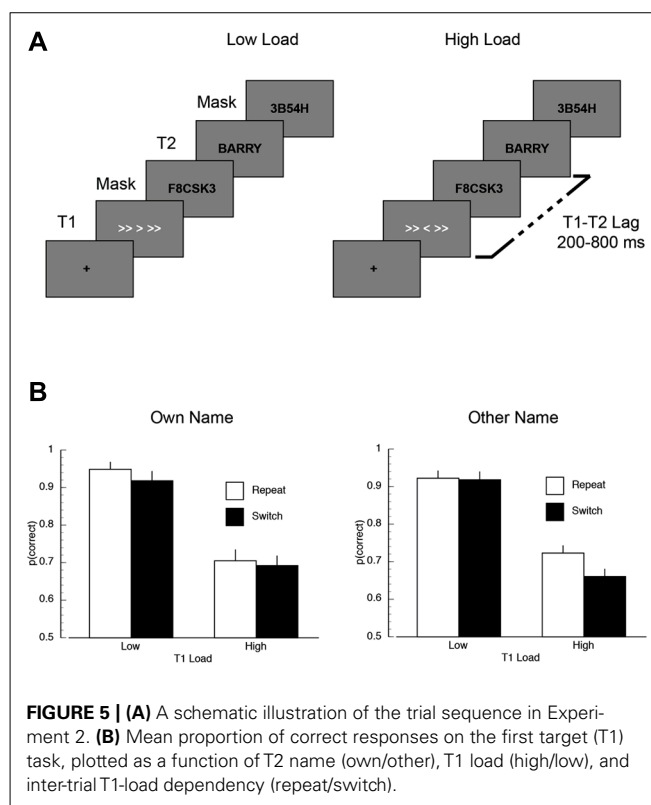 A
Low Load
High Load
Mask
3B54H
T2
BARRY
Mask
F8CSK3
T1
>> > >>
+
3B54H
BARRY
F8CSK3
>> < >>
+
T1-T2 Lag
200-800 ms
B
Own Name
1
0.9
0.8
0.7
0.6
0.5
p(correct)
Repeat
Switch
Low
High
T1 Load
Other Name
1
0.9
0.8
0.7
0.6
0.5
p(correct)
Repeat
Switch
Low
High
T1 Load
FIGURE 5 | (A) A schematic illustration of the trial sequence in Experi-
ment 2. (B) Mean proportion of correct responses on the first target (T1)
task, plotted as a function of T2 name (own/other), T1 load (high/low), and
inter-trial T1-load dependency (repeat/switch).